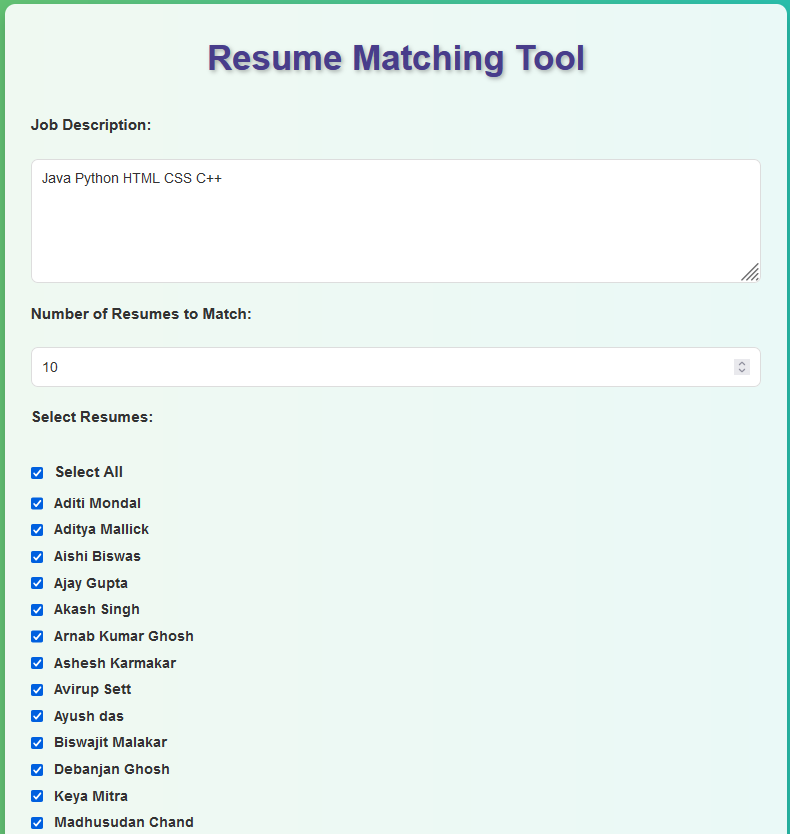 Resume Matching Tool
Job Description:
Java Python HTML CSS C++
Number of Resumes to Match:
10
Select Resumes:
Select All
Aditi Mondal
Aditya Mallick
Aishi Biswas
Ajay Gupta
Akash Singh
Arnab Kumar Ghosh
Ashesh Karmakar
Avirup Sett
Ayush das
Biswajit Malakar
Debanjan Ghosh
Keya Mitra
Madhusudan Chand